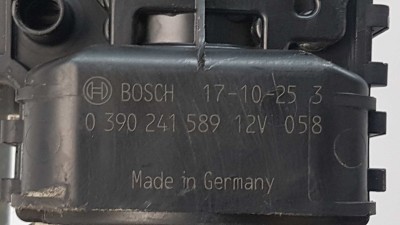 BOSCH 17-10-25 3
0 390 241 589 12V 058
Made in Germany